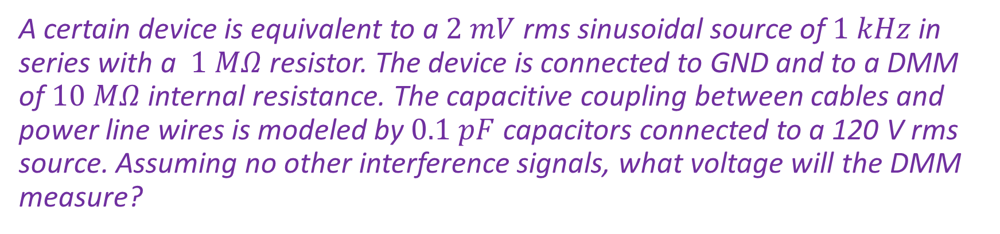 A certain device is equivalent to a 2 mV rms sinusoidal source of 1 kHz in
series with a 1 MΩ resistor. The device is connected to GND and to a DMM
of 10 MΩ internal resistance. The capacitive coupling between cables and
power line wires is modeled by 0.1 pF capacitors connected to a 120 V rms
source. Assuming no other interference signals, what voltage will the DMM
measure?